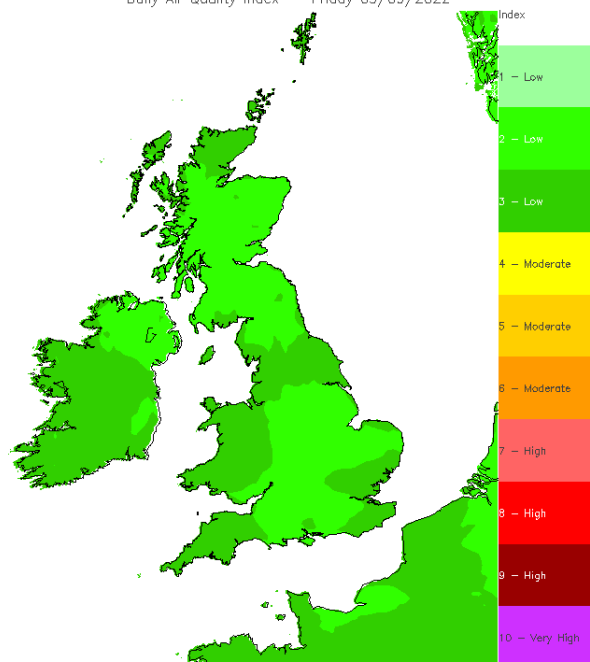 Daily Air Quality Index
Index
1 - Low
2 - Low
3 - Low
4 - Moderate
5 - Moderate
6 - Moderate
7 - High
8 - High
9 - High
10 - Very High